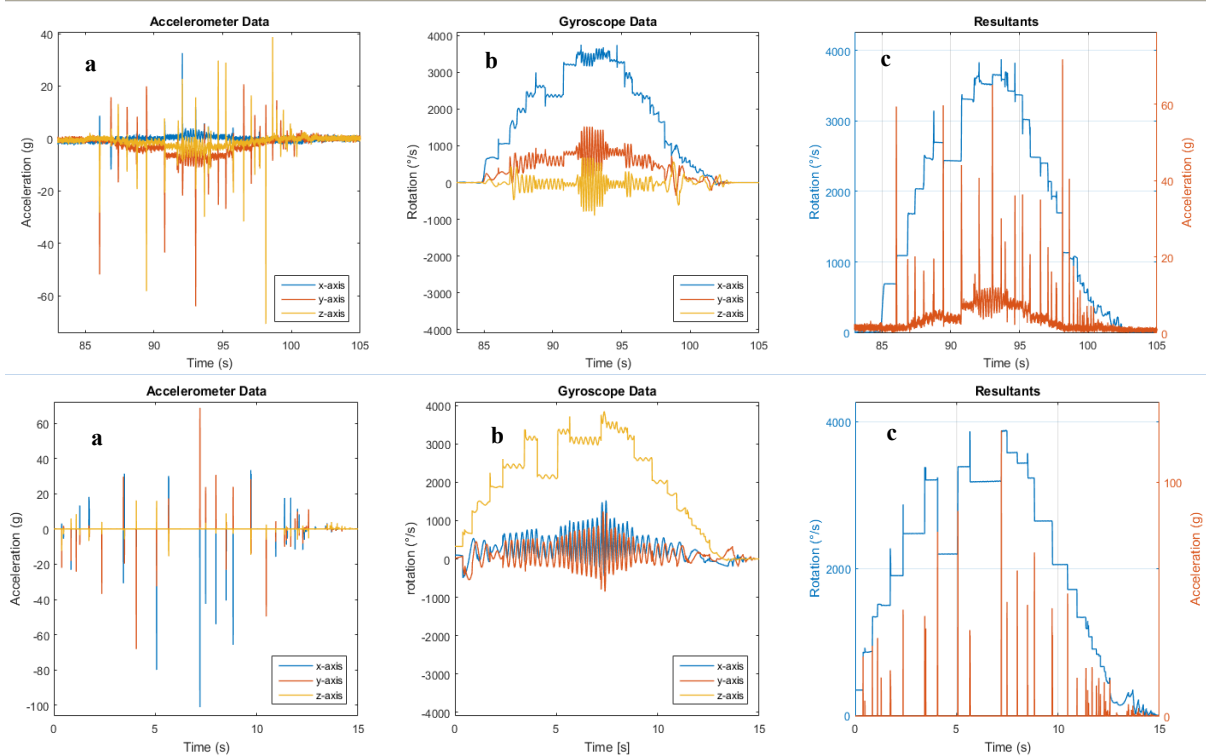 Accelerometer Data
a
Acceleration (g)
40
20
0
-20
-40
-60
x-axis
y-axis
z-axis
85
90
95
100
105
Time (s)
Gyroscope Data
b
Rotation (°/s)
4000
3000
2000
1000
0
-1000
-2000
-3000
-4000
x-axis
y-axis
z-axis
85
90
95
100
105
Time (s)
Resultants
c
Rotation (°/s)
4000
3000
2000
1000
0
Acceleration (g)
60
40
20
0
85
90
95
100
105
Time (s)
Accelerometer Data
a
Acceleration (g)
60
40
20
0
-20
-40
-60
-80
-100
x-axis
y-axis
z-axis
0
5
10
15
Time (s)
Gyroscope Data
b
rotation (°/s)
4000
3000
2000
1000
0
-1000
-2000
-3000
-4000
x-axis
y-axis
z-axis
0
5
10
15
Time [s]
Resultants
c
Rotation (°/s)
4000
2000
0
Acceleration (g)
100
0
0
5
10
15
Time (s)